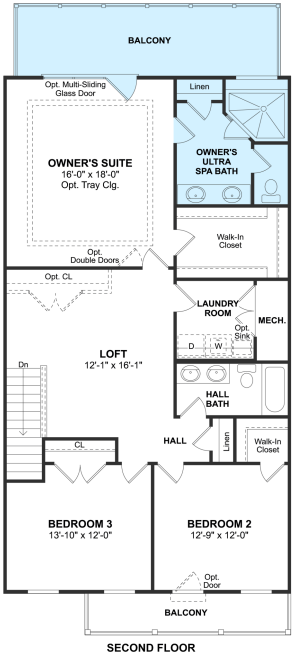 BALCONY
Opt. Multi-Sliding
Glass Door
Linen
OWNER'S SUITE
16'-0" x 18'-0"
Opt. Tray Clg.
OWNER'S
ULTRA
SPA BATH
Walk-In
Closet
Opt.
Double Doors
Opt. CL
LAUNDRY
ROOM
MECH.
Opt.
Sink
D
W
LOFT
12'-1" x 16'-1"
Dn
HALL
BATH
HALL
Linen
Walk-In
Closet
CL
BEDROOM 3
13'-10" x 12'-0"
BEDROOM 2
12'-9" x 12'-0"
Opt.
Door
BALCONY
SECOND FLOOR